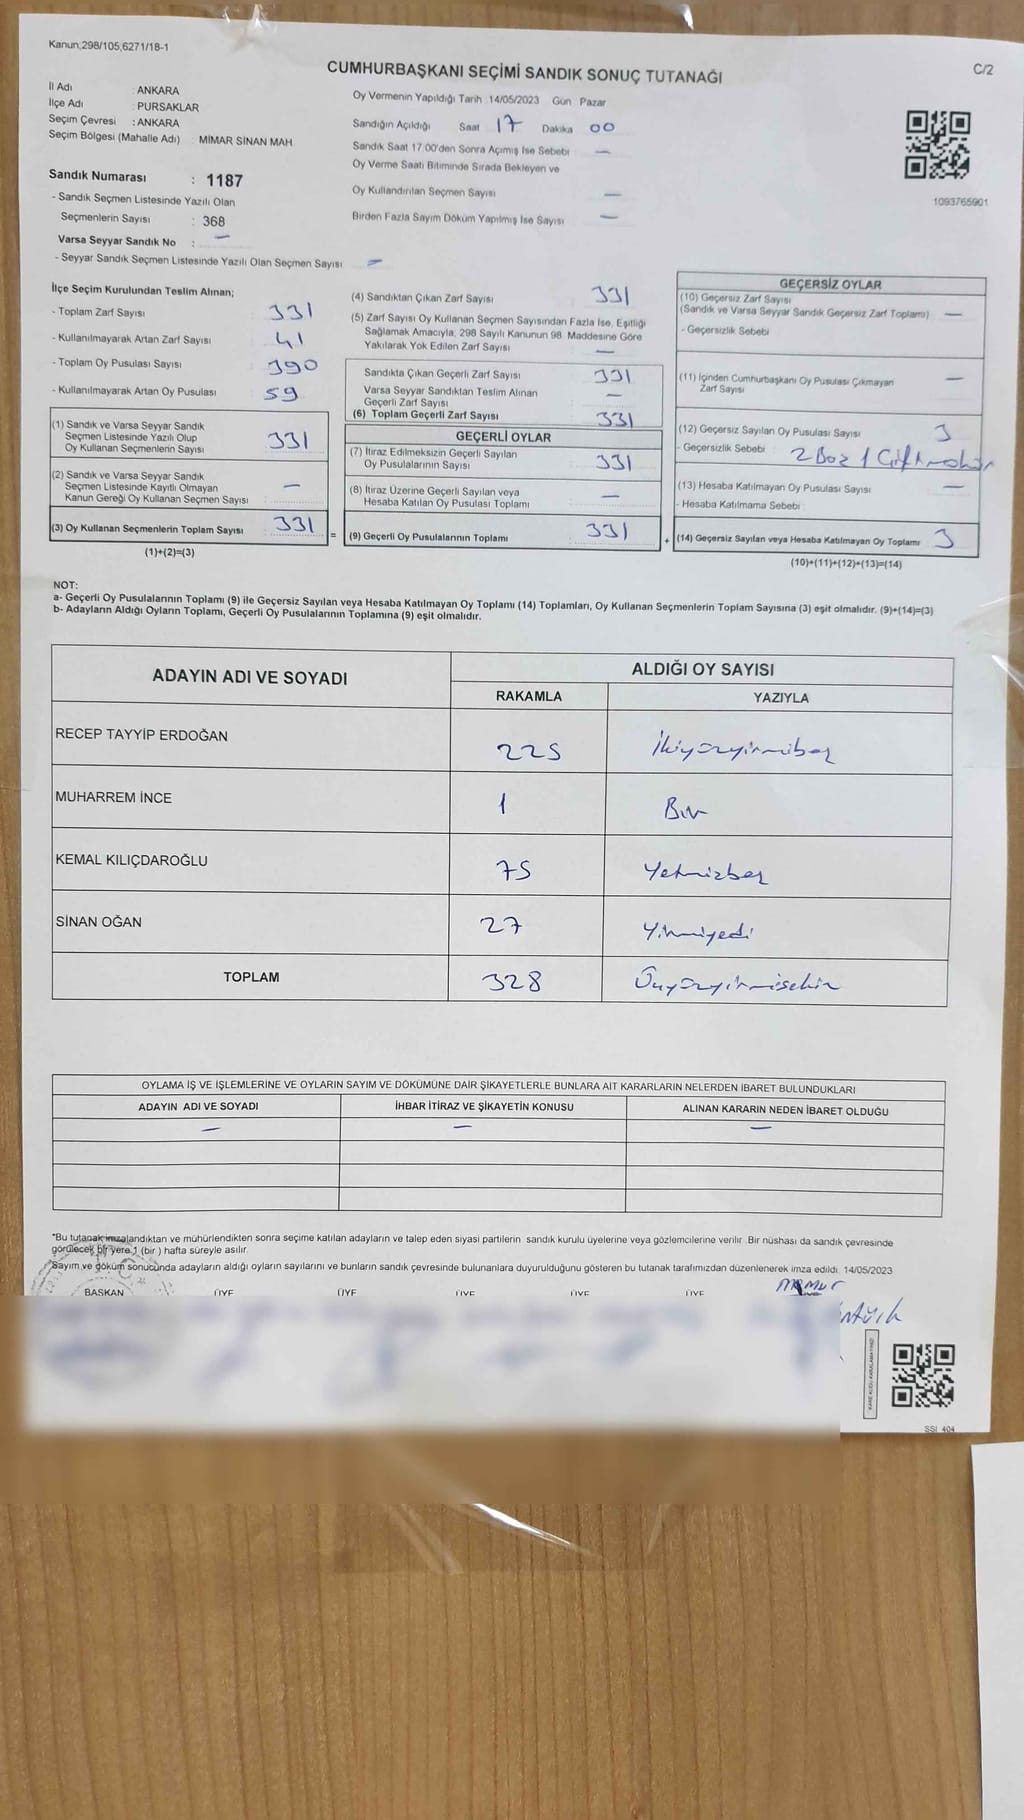 Kanun;298/105,6271/18-1
C/2
CUMHURBAŞKANI SEÇİMİ SANDIK SONUÇ TUTANAĞI
İl Adı : ANKARA
İlçe Adı : PURSAKLAR
Seçim Çevresi : ANKARA
Seçim Bölgesi (Mahalle Adı) : MİMAR SİNAN MAH.
Sandık Numarası : 1187
- Sandık Seçmen Listesinde Yazılı Olan
Seçmenlerin Sayısı : 368
Varsa Seyyar Sandık No : —
- Seyyar Sandık Seçmen Listesinde Yazılı Olan Seçmen Sayısı —
Oy Vermenin Yapıldığı Tarih :14/05/2023 Gün Pazar
Sandığın Açıldığı Saat 17 Dakika 00
Sandık Saat 17.00'den Sonra Açımış İse Sebebi —
Oy Verme Saati Bitiminde Sırada Bekleyen ve
Oy Kullandırılan Seçmen Sayısı —
Birden Fazla Sayım Döküm Yapılmış İse Sayısı —
1093765901
İlçe Seçim Kurulundan Teslim Alınan;
- Toplam Zarf Sayısı 331
- Kullanılmayarak Artan Zarf Sayısı 41
- Toplam Oy Pusulası Sayısı 390
- Kullanılmayarak Artan Oy Pusulası 59
(1) Sandık ve Varsa Seyyar Sandık
Seçmen Listesinde Yazılı Olup
Oy Kullanan Seçmenlerin Sayısı 331
(2) Sandık ve Varsa Seyyar Sandık
Seçmen Listesinde Kayıtlı Olmayan
Kanun Gereği Oy Kullanan Seçmen Sayısı —
(3) Oy Kullanan Seçmenlerin Toplam Sayısı 331
(1)+(2)=(3)
=
(4) Sandıktan Çıkan Zarf Sayısı 331
(5) Zarf Sayısı Oy Kullanan Seçmen Sayısından Fazla İse, Eşitliği
Sağlamak Amacıyla, 298 Sayılı Kanunun 98. Maddesine Göre
Yakılarak Yok Edilen Zarf Sayısı —
Sandıkta Çıkan Geçerli Zarf Sayısı 331
Varsa Seyyar Sandıktan Teslim Alınan
Geçerli Zarf Sayısı —
(6) Toplam Geçerli Zarf Sayısı 331
GEÇERLİ OYLAR
(7) İtiraz Edilmeksizin Geçerli Sayılan
Oy Pusulalarının Sayısı 331
(8) İtiraz Üzerine Geçerli Sayılan veya
Hesaba Katılan Oy Pusulası Toplamı —
(9) Geçerli Oy Pusulalarının Toplamı 331
+
GEÇERSİZ OYLAR
(10) Geçersiz Zarf Sayısı
(Sandık ve Varsa Seyyar Sandık Geçersiz Zarf Toplamı) —
- Geçersizlik Sebebi
(11) İçinden Cumhurbaşkanı Oy Pusulası Çıkmayan
Zarf Sayısı —
(12) Geçersiz Sayılan Oy Pusulası Sayısı 3
- Geçersizlik Sebebi : 2 Boz 1 Çift mühür
(13) Hesaba Katılmayan Oy Pusulası Sayısı —
- Hesaba Katılmama Sebebi :
(14) Geçersiz Sayılan veya Hesaba Katılmayan Oy Toplamı 3
(10)+(11)+(12)+(13)=(14)
NOT:
a- Geçerli Oy Pusulalarının Toplamı (9) ile Geçersiz Sayılan veya Hesaba Katılmayan Oy Toplamı (14) Toplamları, Oy Kullanan Seçmenlerin Toplam Sayısına (3) eşit olmalıdır. (9)+(14)=(3)
b- Adayların Aldığı Oyların Toplamı, Geçerli Oy Pusulalarının Toplamına (9) eşit olmalıdır.
ADAYIN ADI VE SOYADI
ALDIĞI OY SAYISI
RAKAMLA YAZIYLA
RECEP TAYYİP ERDOĞAN 225 İkiyüzyirmibeş
MUHARREM İNCE 1 Bir
KEMAL KILIÇDAROĞLU 75 Yetmişbeş
SİNAN OĞAN 27 Yirmiyedi
TOPLAM 328 Üçyüzyirmisekiz
OYLAMA İŞ VE İŞLEMLERİNE VE OYLARIN SAYIM VE DÖKÜMÜNE DAİR ŞİKAYETLERLE BUNLARA AİT KARARLARIN NELERDEN İBARET BULUNDUKLARI
ADAYIN ADI VE SOYADI İHBAR İTİRAZ VE ŞİKAYETİN KONUSU ALINAN KARARIN NEDEN İBARET OLDUĞU
— — —
"Bu tutanak imzalandıktan ve mühürlendikten sonra seçime katılan adayların ve talep eden siyasi partilerin sandık kurulu üyelerine veya gözlemcilerine verilir. Bir nüshası da sandık çevresinde
görülecek bir yere 1 (bir ) hafta süreyle asılır.
Sayım ve döküm sonucunda adayların aldığı oyların sayılarını ve bunların sandık çevresinde bulunanlara duyurulduğunu gösteren bu tutanak tarafımızdan düzenlenerek imza edildi. 14/05/2023
BAŞKAN ÜYE ÜYE ÜYE ÜYE ÜYE
memur
SSI_404